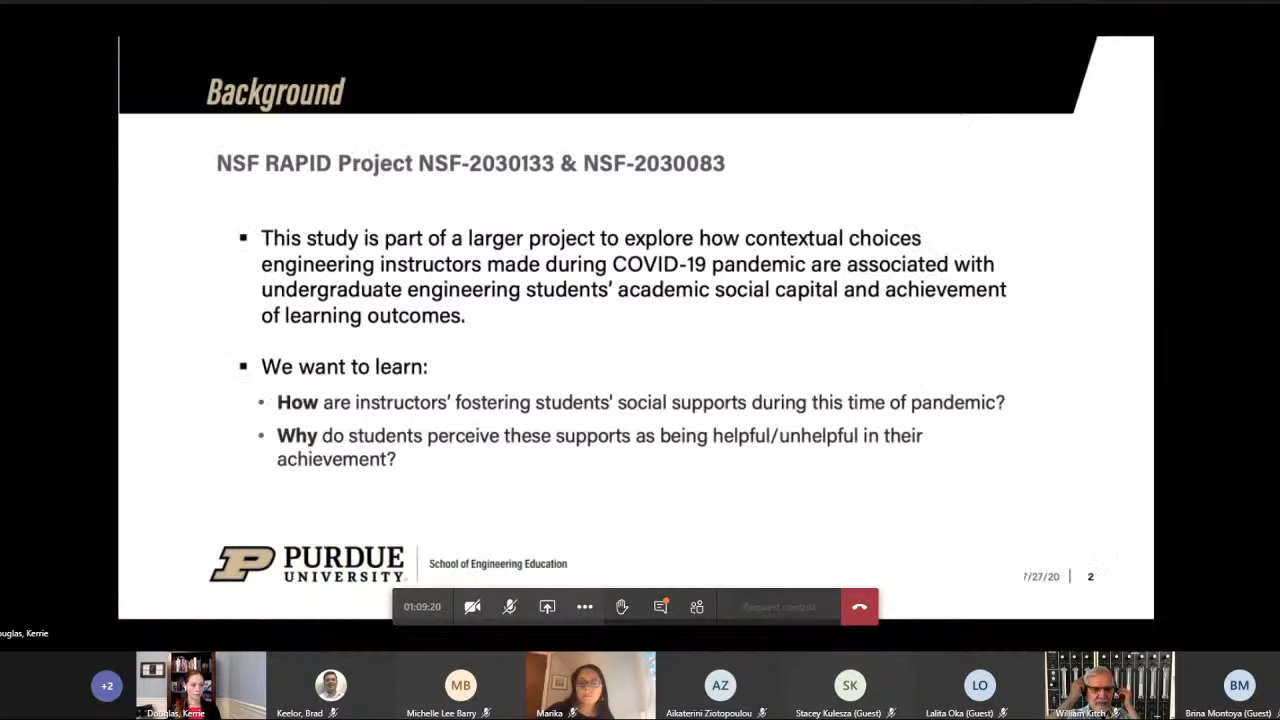 Background
NSF RAPID Project NSF-2030133 & NSF-2030083
This study is part of a larger project to explore how contextual choices
engineering instructors made during COVID-19 pandemic are associated with
undergraduate engineering students' academic social capital and achievement
of learning outcomes.
We want to learn:
How are instructors' fostering students' social supports during this time of pandemic?
Why do students perceive these supports as being helpful/unhelpful in their
achievement?
P PURDUE
UNIVERSITY
School of Engineering Education
7/27/20 2
01:09:20
Request control
ouglas, Kerrie
+2
MB
AZ
SK
LO
BM
Douglas, Kerrie
Keelor, Brad
Michelle Lee Barry
Marika
Aikaterini Ziotopoulou
Stacey Kulesza (Guest)
Lalita Oka (Guest)
William Kitch
Brina Montoya (Guest)